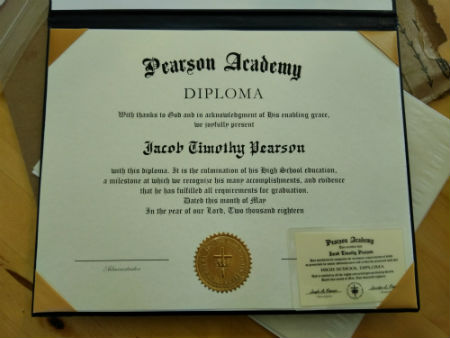 Pearson Academy
DIPLOMA
With thanks to God and in acknowledgment of His enabling grace,
we joyfully present
Jacob Timothy Pearson
with this diploma. It is the culmination of his High School education,
a milestone at which we recognize his many accomplishments, and evidence
that he has fulfilled all requirements for graduation.
Dated this month of May
In the year of our Lord, Two thousand eighteen
Administrator
Pearson Academy
Jacob Timothy Pearson
HIGH SCHOOL DIPLOMA